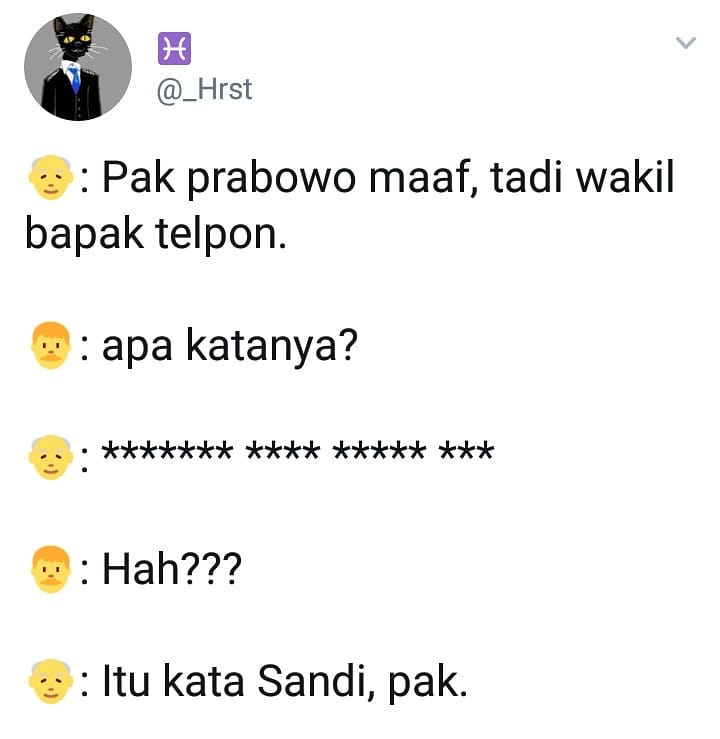 ♓
@_Hrst
👴: Pak prabowo maaf, tadi wakil
bapak telpon.
👨‍🦰: apa katanya?
👴: ******* **** ***** ***
👨‍🦰: Hah???
👴: Itu kata Sandi, pak.